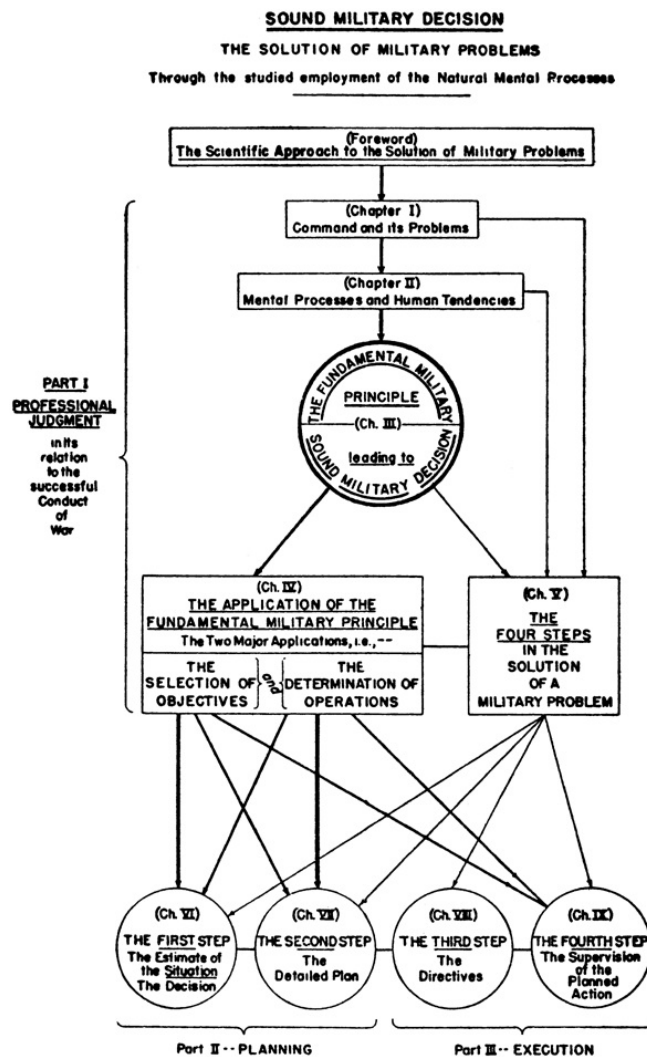 SOUND MILITARY DECISION
THE SOLUTION OF MILITARY PROBLEMS
Through the studied employment of the Natural Mental Processes
(Foreword)
The Scientific Approach to the Solution of Military Problems
(Chapter I)
Command and its Problems
(Chapter II)
Mental Processes and Human Tendencies
THE FUNDAMENTAL MILITARY
PRINCIPLE
(Ch. III)
leading to
SOUND MILITARY DECISION
PART I
PROFESSIONAL
JUDGMENT
in its
relation
to the
successful
Conduct
of
War
(Ch. IV)
THE APPLICATION OF THE
FUNDAMENTAL MILITARY PRINCIPLE
The Two Major Applications, i.e., --
THE
SELECTION OF
OBJECTIVES
and
THE
DETERMINATION OF
OPERATIONS
(Ch. V)
THE
FOUR STEPS
IN THE
SOLUTION
OF A
MILITARY PROBLEM
(Ch. VI)
THE FIRST STEP
The Estimate
of the Situation
The Decision
(Ch. VII)
THE SECOND STEP
The
Detailed Plan
(Ch. VIII)
THE THIRD STEP
The
Directives
(Ch. IX)
THE FOURTH STEP
The Supervision
of the
Planned
Action
Part II -- PLANNING
Part III -- EXECUTION